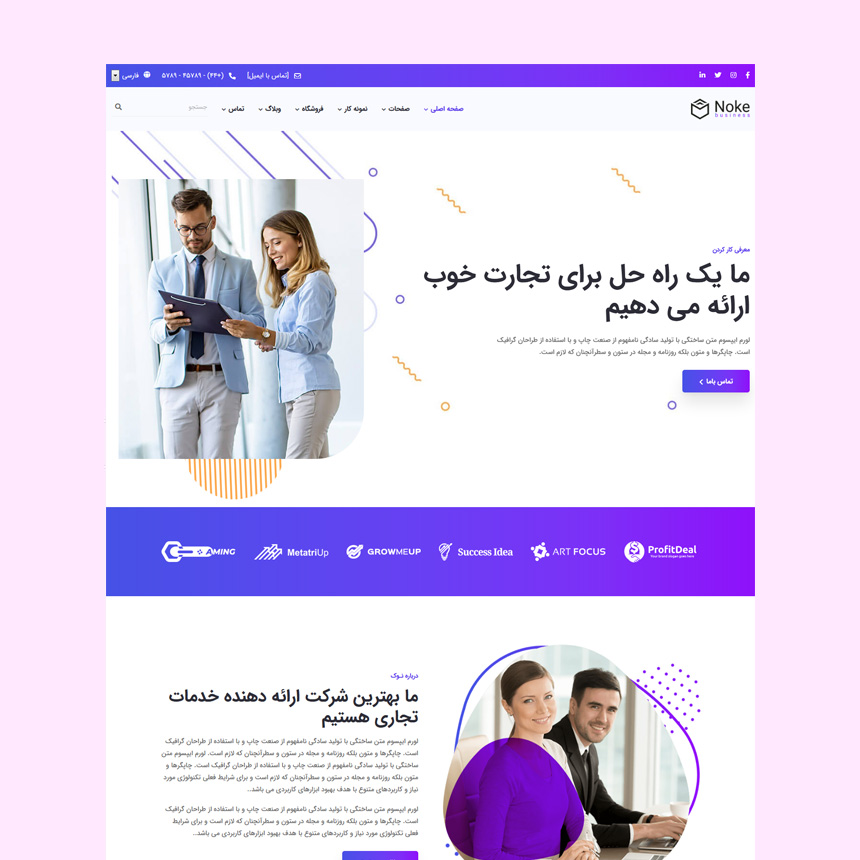 [تماس با ایمیل]
(+۴۴) - ۴۵۷۸۹ - ۵۷۸۹
فارسی
Noke
business
صفحه اصلی
صفحات
نمونه کار
فروشگاه
وبلاگ
تماس
جستجو
معرفی کار کردن
ما یک راه حل برای تجارت خوب
ارائه می دهیم
لورم ایپسوم متن ساختگی با تولید سادگی نامفهوم از صنعت چاپ و با استفاده از طراحان گرافیک
است. چاپگرها و متون بلکه روزنامه و مجله در ستون و سطرآنچنان که لازم است.
تماس باما
ProfitDeal
Your brand slogan goes here
ART FOCUS
Success Idea
GROWMEUP
MetatriUp
AMING
درباره نـوک
ما بهترین شرکت ارائه دهنده خدمات
تجاری هستیم
لورم ایپسوم متن ساختگی با تولید سادگی نامفهوم از صنعت چاپ و با استفاده از طراحان گرافیک
است. چاپگرها و متون بلکه روزنامه و مجله در ستون و سطرآنچنان که لازم است. لورم ایپسوم متن
ساختگی با تولید سادگی نامفهوم از صنعت چاپ و با استفاده از طراحان گرافیک است. چاپگرها و
متون بلکه روزنامه و مجله در ستون و سطرآنچنان که لازم است و برای شرایط فعلی تکنولوژی مورد
نیاز و کاربردهای متنوع با هدف بهبود ابزارهای کاربردی می باشد..
لورم ایپسوم متن ساختگی با تولید سادگی نامفهوم از صنعت چاپ و با استفاده از طراحان گرافیک
است. چاپگرها و متون بلکه روزنامه و مجله در ستون و سطرآنچنان که لازم است و برای شرایط
فعلی تکنولوژی مورد نیاز و کاربردهای متنوع با هدف بهبود ابزارهای کاربردی می باشد..